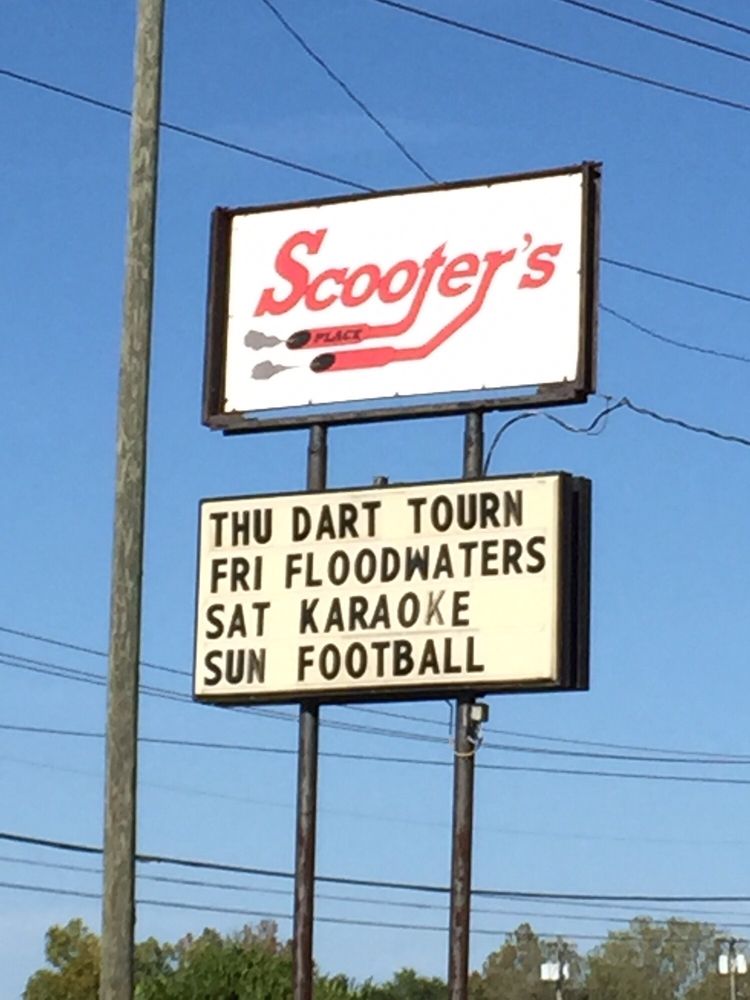 Scooter's
PLACE
THU DART TOURN
FRI FLOODWATERS
SAT KARAOKE
SUN FOOTBALL